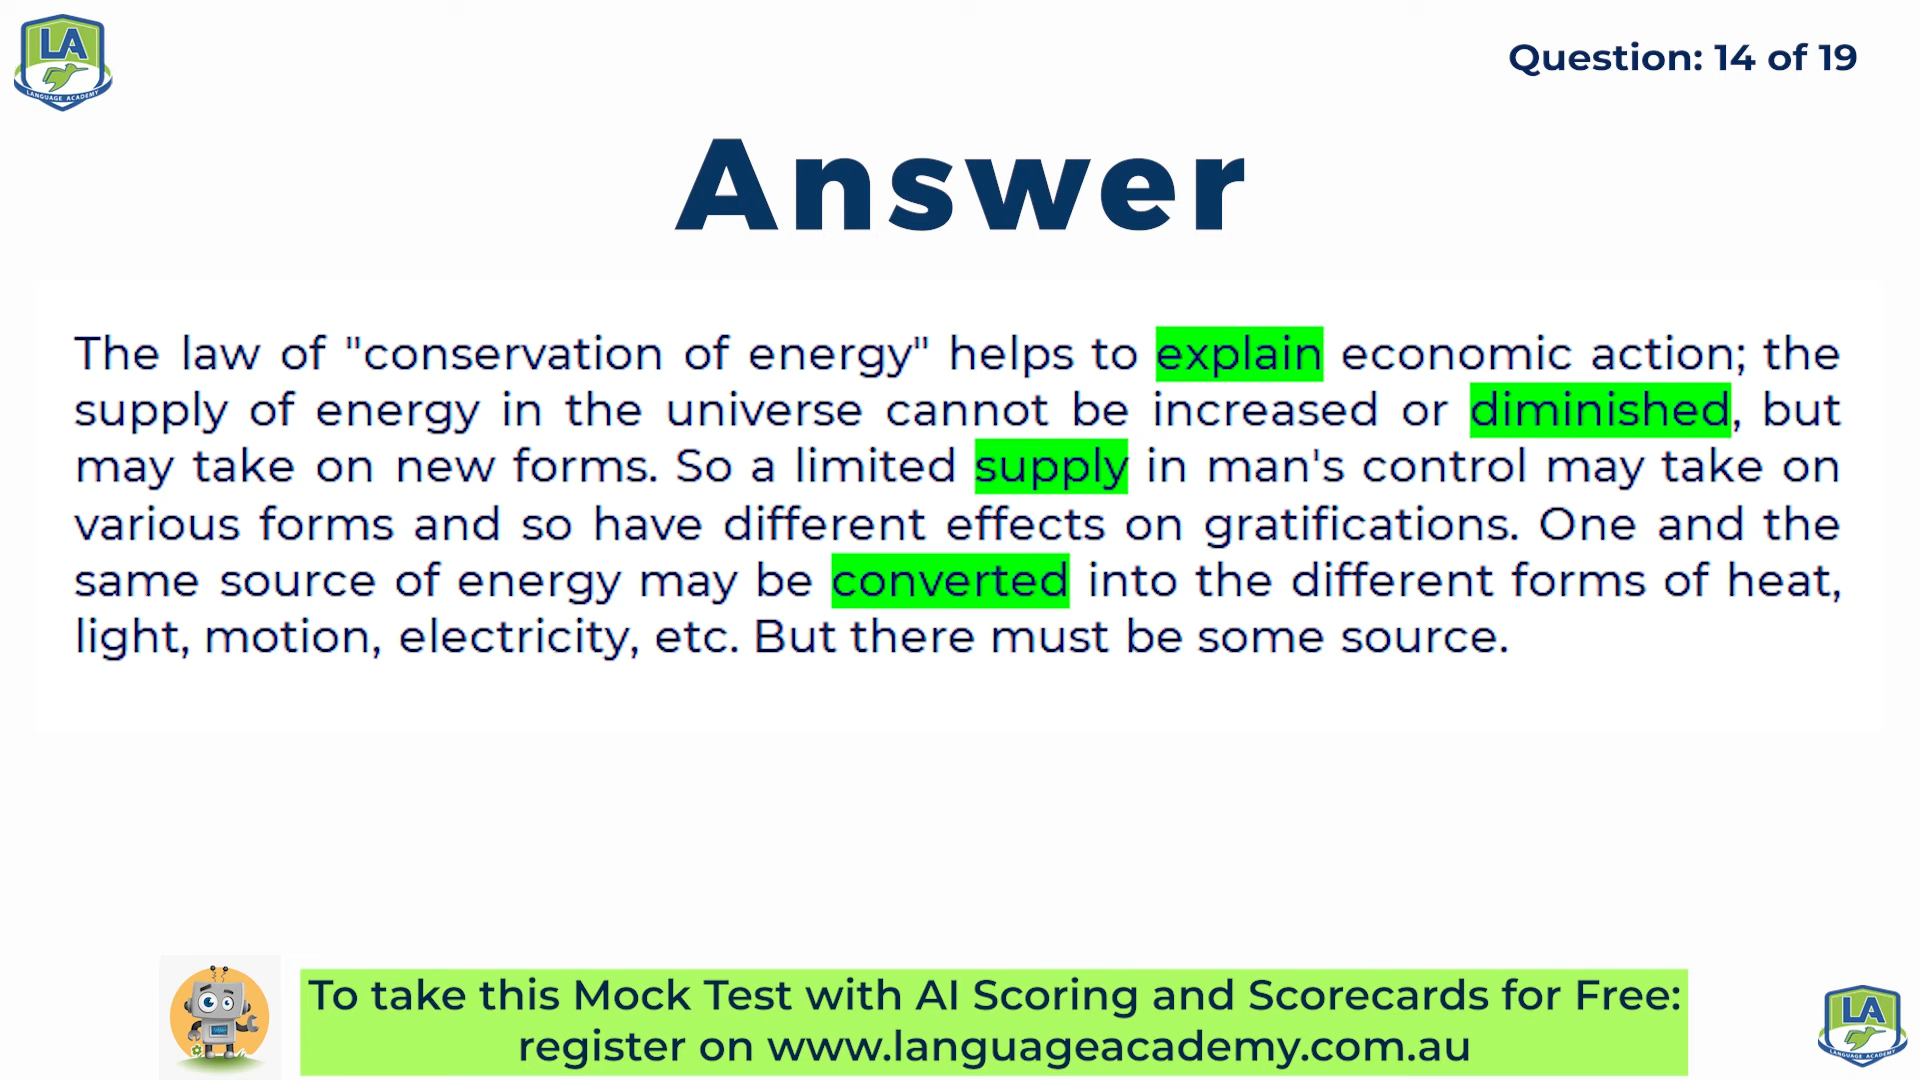 LA
LANGUAGE ACADEMY
Question: 14 of 19
Answer
The law of "conservation of energy" helps to explain economic action; the
supply of energy in the universe cannot be increased or diminished, but
may take on new forms. So a limited supply in man's control may take on
various forms and so have different effects on gratifications. One and the
same source of energy may be converted into the different forms of heat,
light, motion, electricity, etc. But there must be some source.
To take this Mock Test with AI Scoring and Scorecards for Free:
register on www.languageacademy.com.au
LA
LANGUAGE ACADEMY